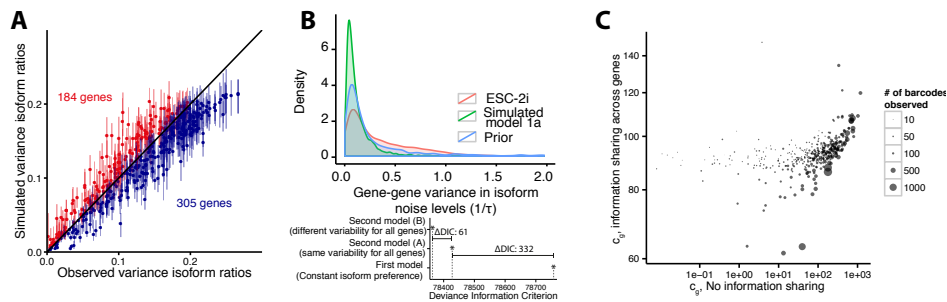 A
Simulated variance isoform ratios
0.2
0.1
0.0
184 genes
305 genes
0
0.1
0.2
Observed variance isoform ratios
B
Density
6
4
2
0
ESC-2i
Simulated
model 1a
Prior
0.0
0.5
1.0
1.5
2.0
Gene-gene variance in isoform
noise levels (1/τ)
Second model (B)
(different variability for all genes)
Second model (A)
(same variability for all genes)
First model
(Constant isoform preference)
ΔDIC: 61
ΔDIC: 332
78400
78500
78600
78700
Deviance Information Criterion
C
cg, information sharing across genes
140
120
100
80
60
1e-01
1e+00
1e+01
1e+02
1e+03
cg, No information sharing
# of barcodes
observed
10
50
100
500
1000